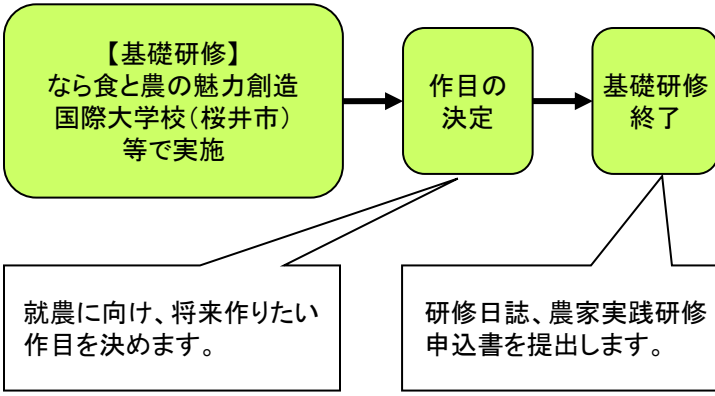 【基礎研修】
なら食と農の魅力創造
国際大学校（桜井市）
等で実施
作目の
決定
基礎研修
終了
就農に向け、将来作りたい
作目を決めます。
研修日誌、農家実践研修
申込書を提出します。